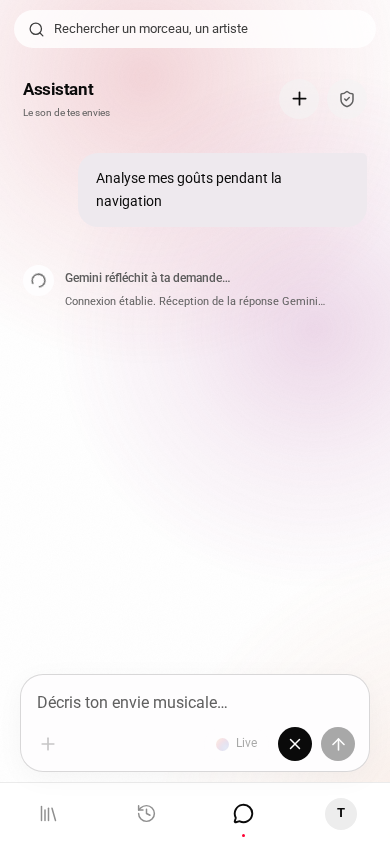 Rechercher un morceau, un artiste
Assistant
Le son de tes envies
Analyse mes goûts pendant la
navigation
Gemini réfléchit à ta demande…
Connexion établie. Réception de la réponse Gemini…
Décris ton envie musicale…
Live
T